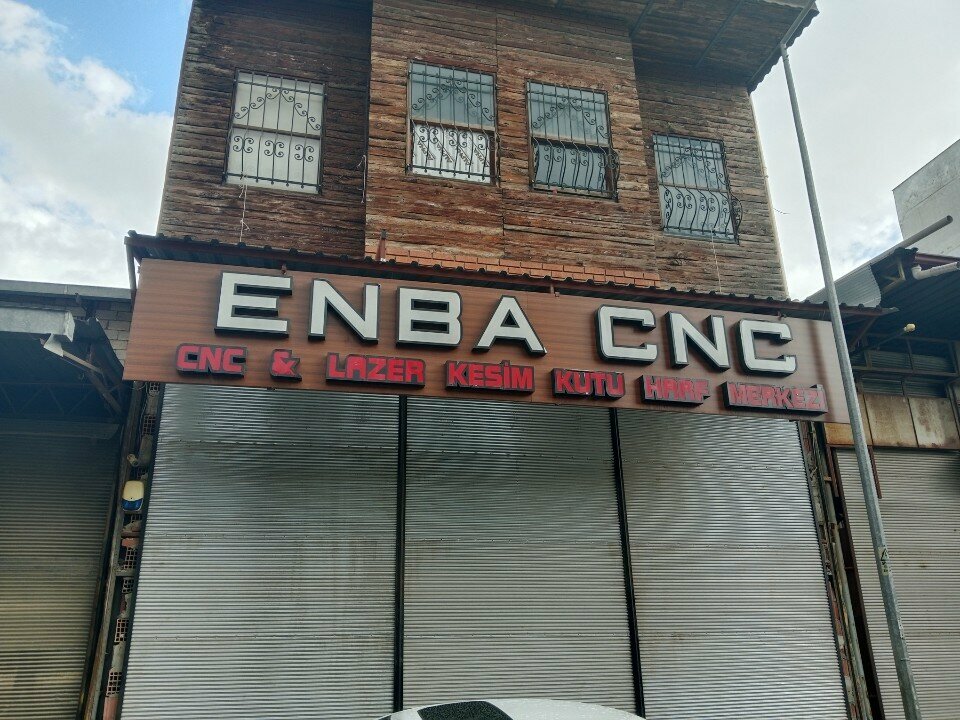 ENBA CNC
CNC & LAZER KESİM KUTU HARF MERKEZİ